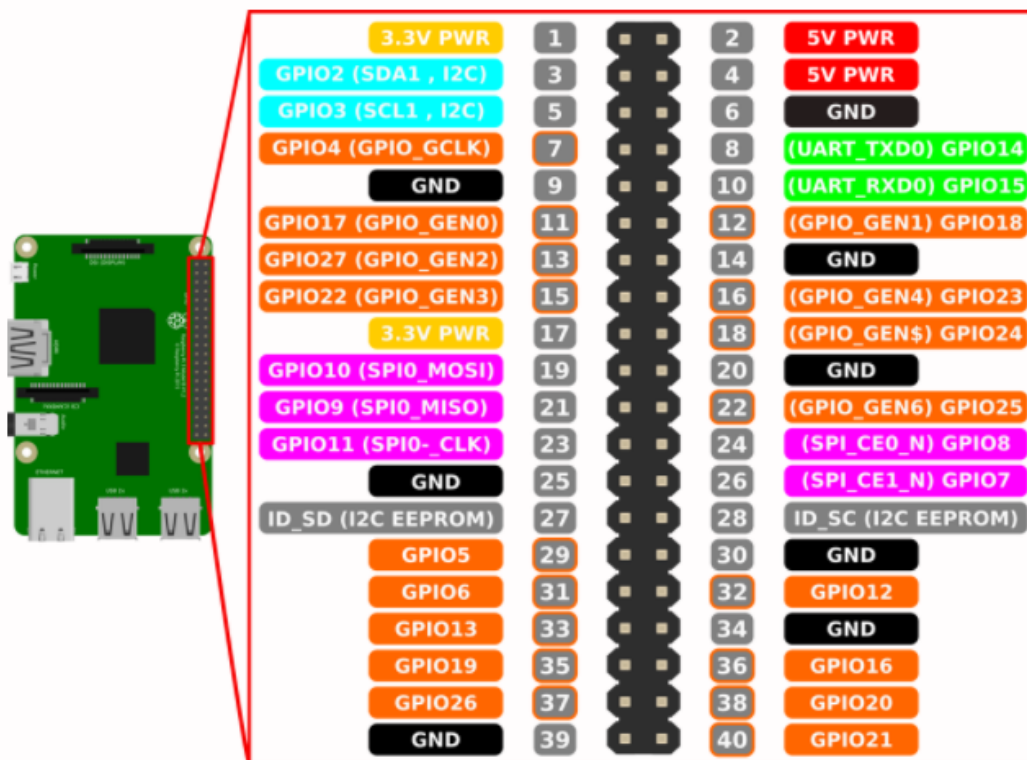 3.3V PWR 1 2 5V PWR
GPIO2 (SDA1 , I2C) 3 4 5V PWR
GPIO3 (SCL1 , I2C) 5 6 GND
GPIO4 (GPIO_GCLK) 7 8 (UART_TXD0) GPIO14
GND 9 10 (UART_RXD0) GPIO15
GPIO17 (GPIO_GEN0) 11 12 (GPIO_GEN1) GPIO18
GPIO27 (GPIO_GEN2) 13 14 GND
GPIO22 (GPIO_GEN3) 15 16 (GPIO_GEN4) GPIO23
3.3V PWR 17 18 (GPIO_GEN$) GPIO24
GPIO10 (SPI0_MOSI) 19 20 GND
GPIO9 (SPI0_MISO) 21 22 (GPIO_GEN6) GPIO25
GPIO11 (SPI0-_CLK) 23 24 (SPI_CE0_N) GPIO8
GND 25 26 (SPI_CE1_N) GPIO7
ID_SD (I2C EEPROM) 27 28 ID_SC (I2C EEPROM)
GPIO5 29 30 GND
GPIO6 31 32 GPIO12
GPIO13 33 34 GND
GPIO19 35 36 GPIO16
GPIO26 37 38 GPIO20
GND 39 40 GPIO21